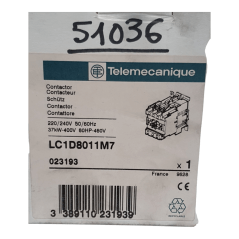 51036
Telemecanique
Contactor
Contacteur
Schütz
Contactor
Contattore
220/240V 50/60Hz
37kW-400V 60HP-460V
LC1D8011M7
023193
x 1
France 9628
3 389110 231939